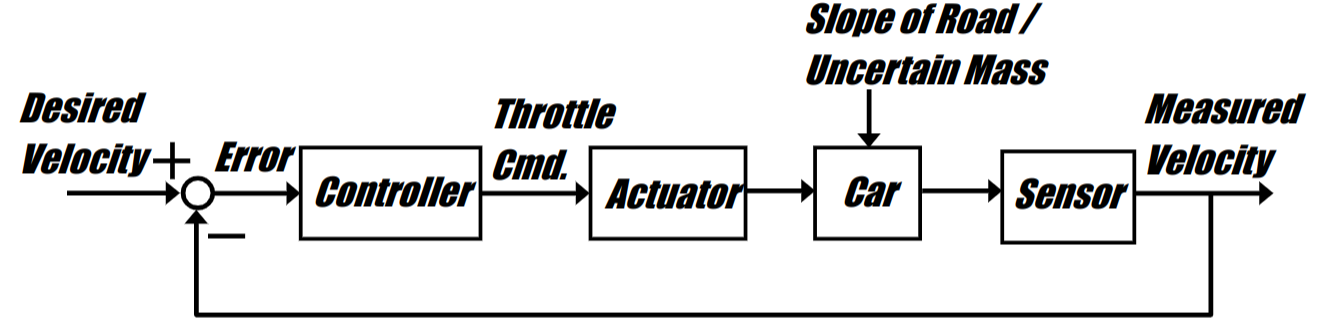 Slope of Road /
Uncertain Mass
Desired
Velocity +
Error
Controller
Throttle
Cmd.
Actuator
Car
Sensor
Measured
Velocity
−